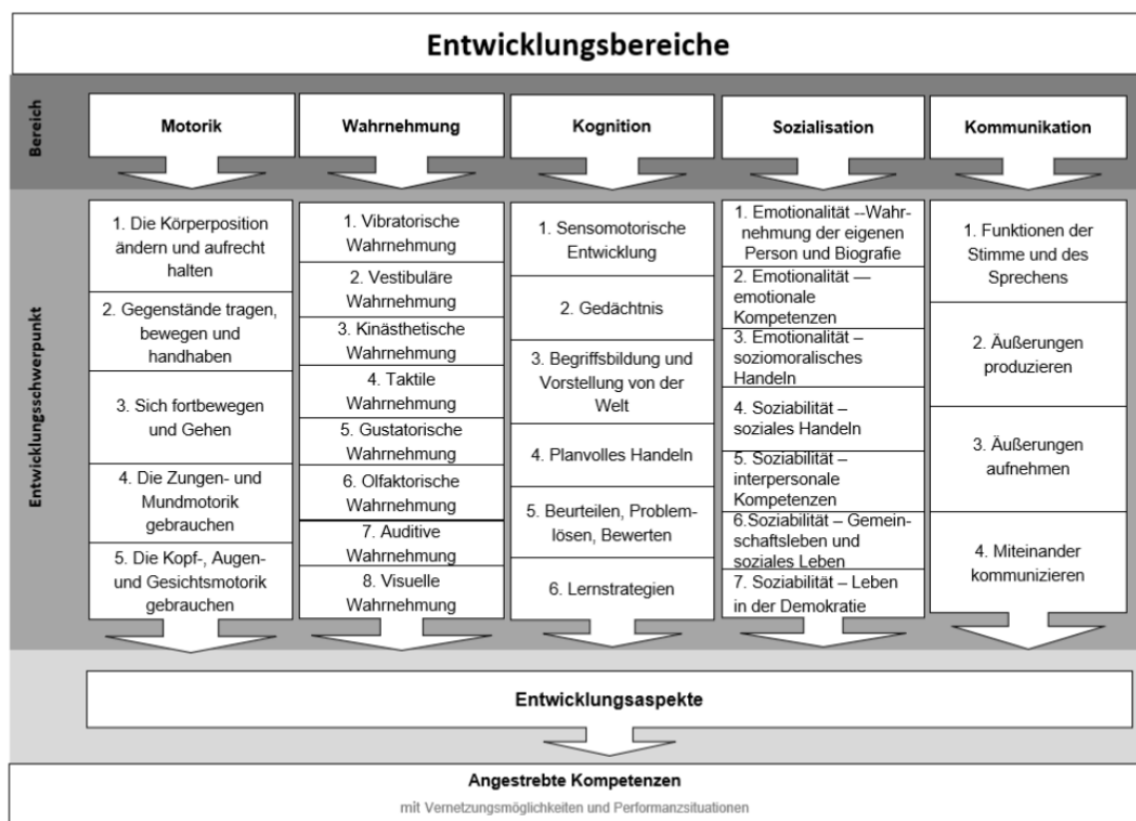 Entwicklungsbereiche
Bereich
Motorik
Wahrnehmung
Kognition
Sozialisation
Kommunikation
Entwicklungsschwerpunkt
1. Die Körperposition
ändern und aufrecht
halten
2. Gegenstände tragen,
bewegen und
handhaben
3. Sich fortbewegen
und Gehen
4. Die Zungen- und
Mundmotorik
gebrauchen
5. Die Kopf-, Augen-
und Gesichtsmotorik
gebrauchen
1. Vibratorische
Wahrnehmung
2. Vestibuläre
Wahrnehmung
3. Kinästhetische
Wahrnehmung
4. Taktile
Wahrnehmung
5. Gustatorische
Wahrnehmung
6. Olfaktorische
Wahrnehmung
7. Auditive
Wahrnehmung
8. Visuelle
Wahrnehmung
1. Sensomotorische
Entwicklung
2. Gedächtnis
3. Begriffsbildung und
Vorstellung von der
Welt
4. Planvolles Handeln
5. Beurteilen, Problem-
lösen, Bewerten
6. Lernstrategien
1. Emotionalität --Wahr-
nehmung der eigenen
Person und Biografie
2. Emotionalität —
emotionale
Kompetenzen
3. Emotionalität –
soziomoralisches
Handeln
4. Soziabilität –
soziales Handeln
5. Soziabilität –
interpersonale
Kompetenzen
6.Soziabilität – Gemein-
schaftsleben und
soziales Leben
7. Soziabilität – Leben
in der Demokratie
1. Funktionen der
Stimme und des
Sprechens
2. Äußerungen
produzieren
3. Äußerungen
aufnehmen
4. Miteinander
kommunizieren
Entwicklungsaspekte
Angestrebte Kompetenzen
mit Vernetzungsmöglichkeiten und Performanzsituationen